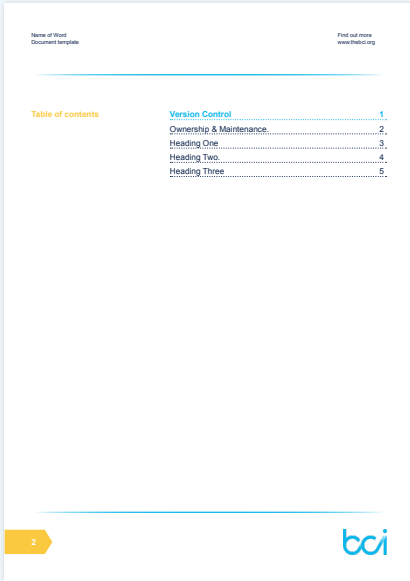 Name of Word
Document template
Find out more
www.thebci.org
Table of contents
Version Control 1
Ownership & Maintenance. 2
Heading One 3
Heading Two. 4
Heading Three 5
2
bci